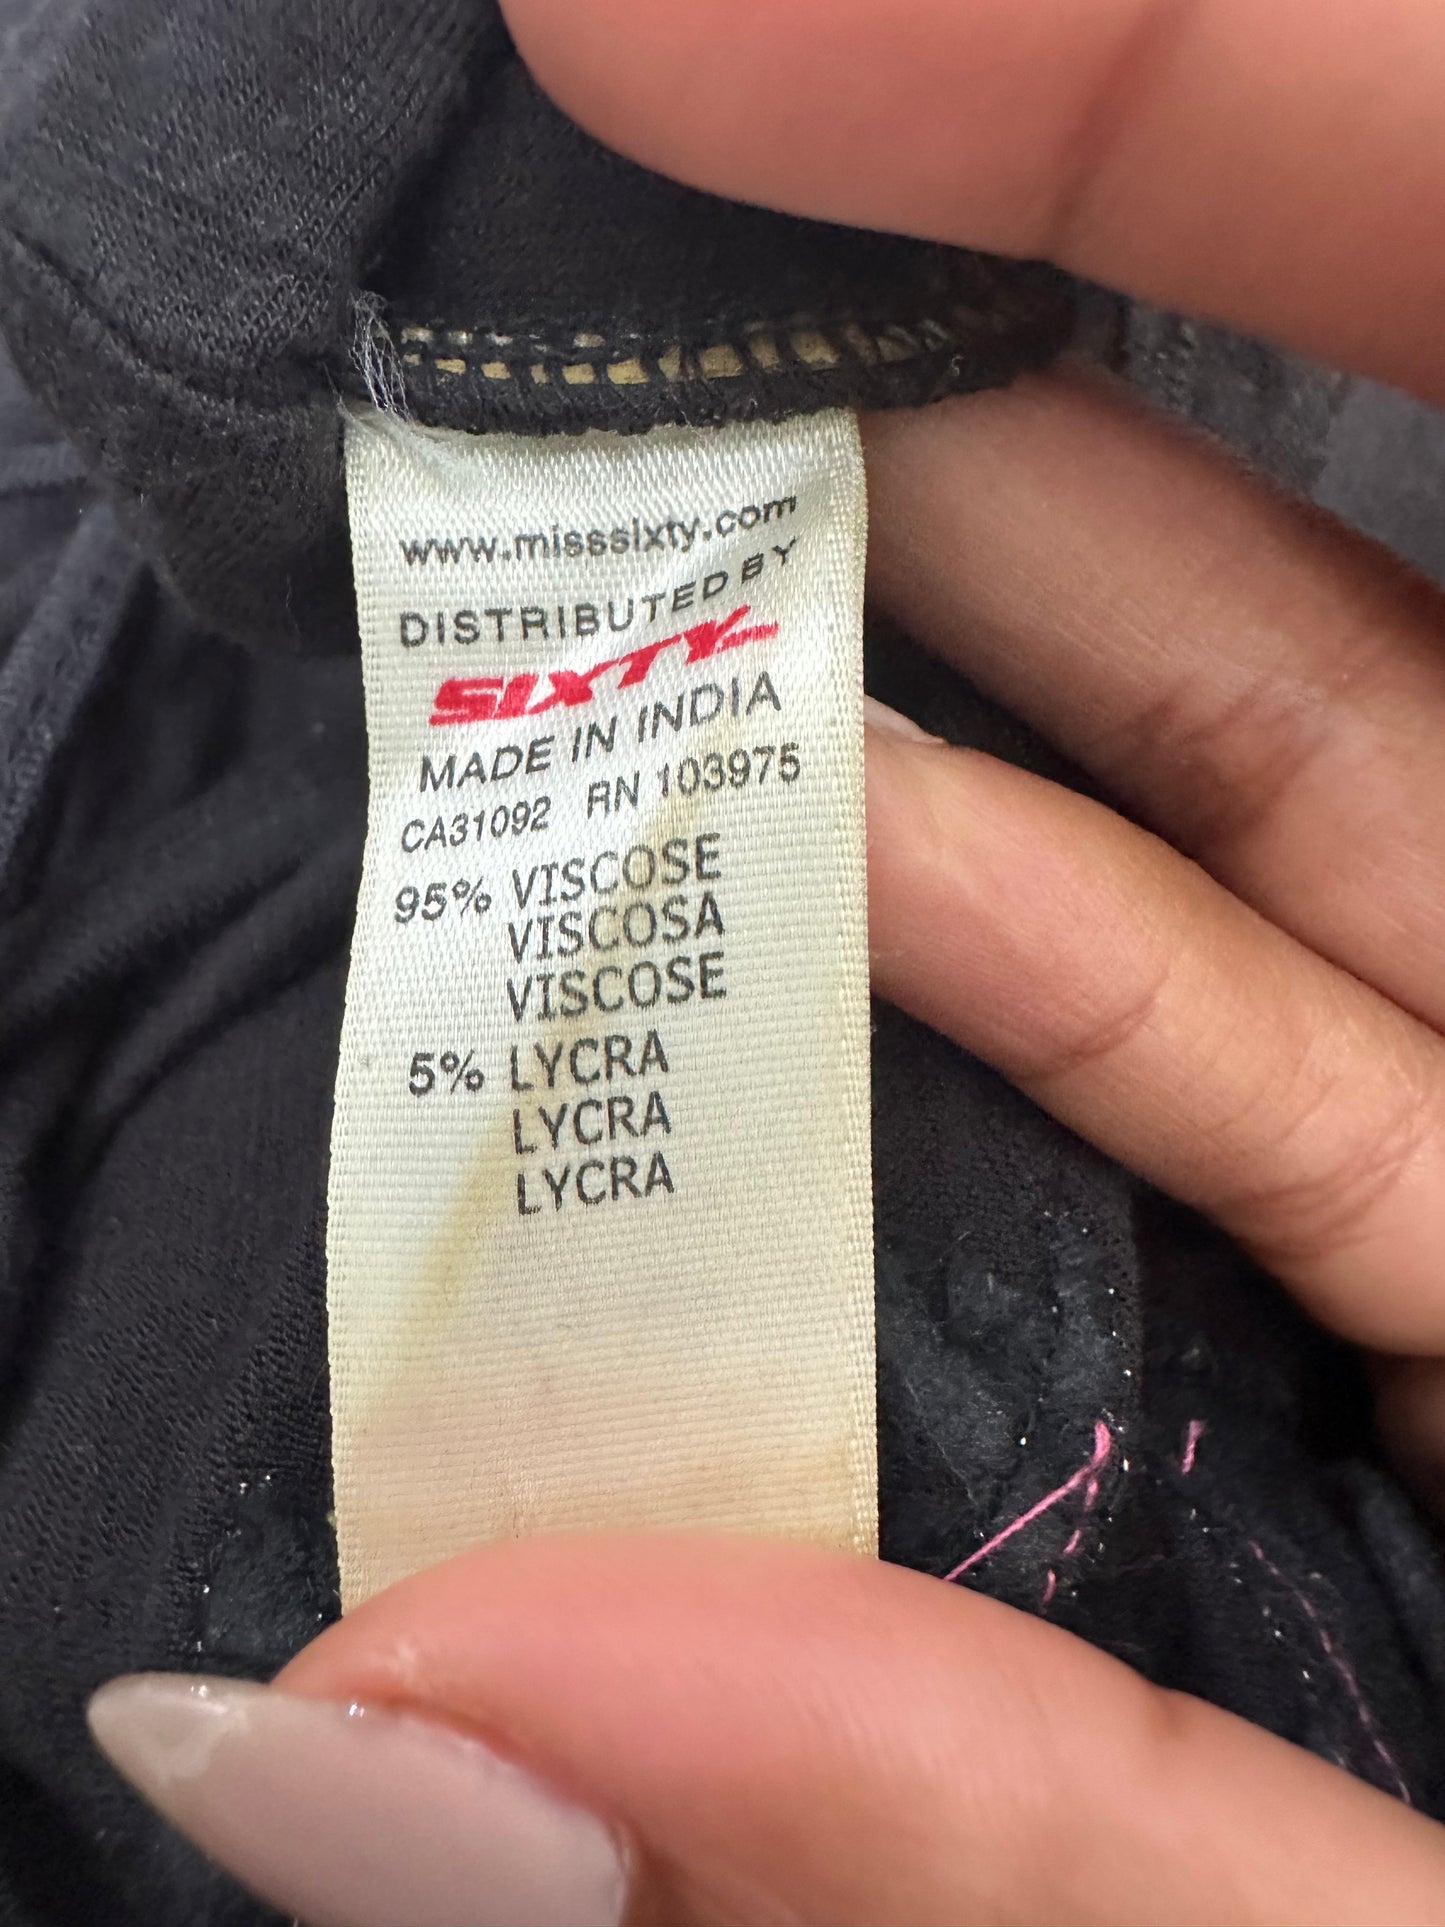 www.misssixty.com
DISTRIBUTED BY
SIXTY
MADE IN INDIA
CA31092 RN 103975
95% VISCOSE
VISCOSA
VISCOSE
5% LYCRA
LYCRA
LYCRA